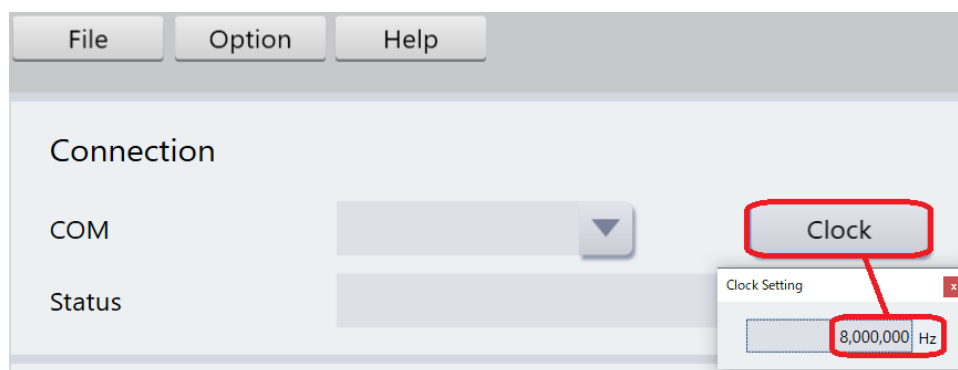 File Option Help
Connection
COM Clock
Clock Setting x
Status
8,000,000 Hz